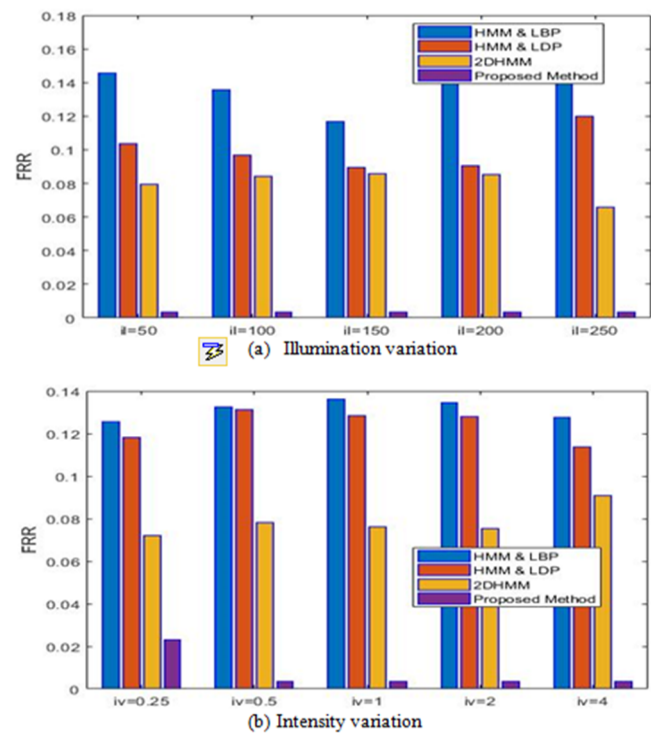 0.18
0.16
0.14
0.12
0.1
0.08
0.06
0.04
0.02
0
FRR
HMM & LBP
HMM & LDP
2DHMM
Proposed Method
il=50 il=100 il=150 il=200 il=250
(a) Illumination variation
0.14
0.12
0.1
0.08
0.06
0.04
0.02
0
FRR
HMM & LBP
HMM & LDP
2DHMM
Proposed Method
iv=0.25 iv=0.5 iv=1 iv=2 iv=4
(b) Intensity variation